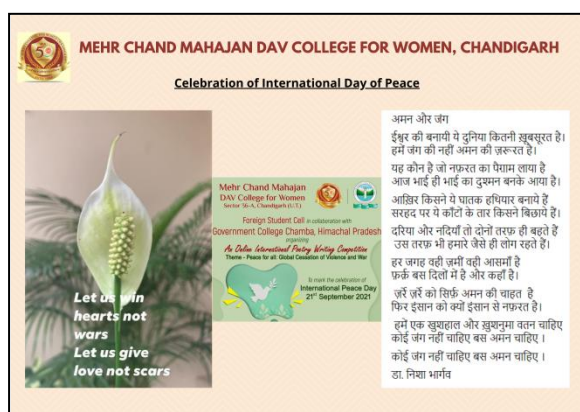 MEHR CHAND MAHAJAN DAV COLLEGE FOR WOMEN, CHANDIGARH
Celebration of International Day of Peace
Let us win
hearts not
wars
Let us give
love not scars
Mehr Chand Mahajan
DAV College for Women
Sector 36-A, Chandigarh (U.T.)
Foreign Student Cell in collaboration with
Government College Chamba, Himachal Pradesh
organising
An Online International Poetry Writing Competition
Theme - Peace for all: Global Cessation of Violence and War
To mark the celebration of
International Peace Day
21st September 2021
अमन और जंग
ईश्वर की बनायी ये दुनिया कितनी ख़ूबसूरत है।
हमें जंग की नहीं अमन की ज़रूरत है।
यह कौन है जो नफ़रत का पैग़ाम लाया है
आज भाई ही भाई का दुश्मन बनके आया है।
आख़िर किसने ये घातक हथियार बनाये हैं
सरहद पर ये काँटों के तार किसने बिछाये हैं।
दरिया और नदियाँ तो दोनों तरफ़ ही बहते हैं
उस तरफ़ भी हमारे जैसे ही लोग रहते हैं।
हर जगह वही ज़मीं वही आसमाँ है
फ़र्क़ बस दिलों में है और कहाँ है।
ज़र्रे ज़र्रे को सिर्फ़ अमन की चाहत है
फिर इंसान को क्यों इंसान से नफ़रत है।
हमें एक खुशहाल और ख़ुशनुमा वतन चाहिए
कोई जंग नहीं चाहिए बस अमन चाहिए ।
कोई जंग नहीं चाहिए बस अमन चाहिए ।
डा. निशा भार्गव